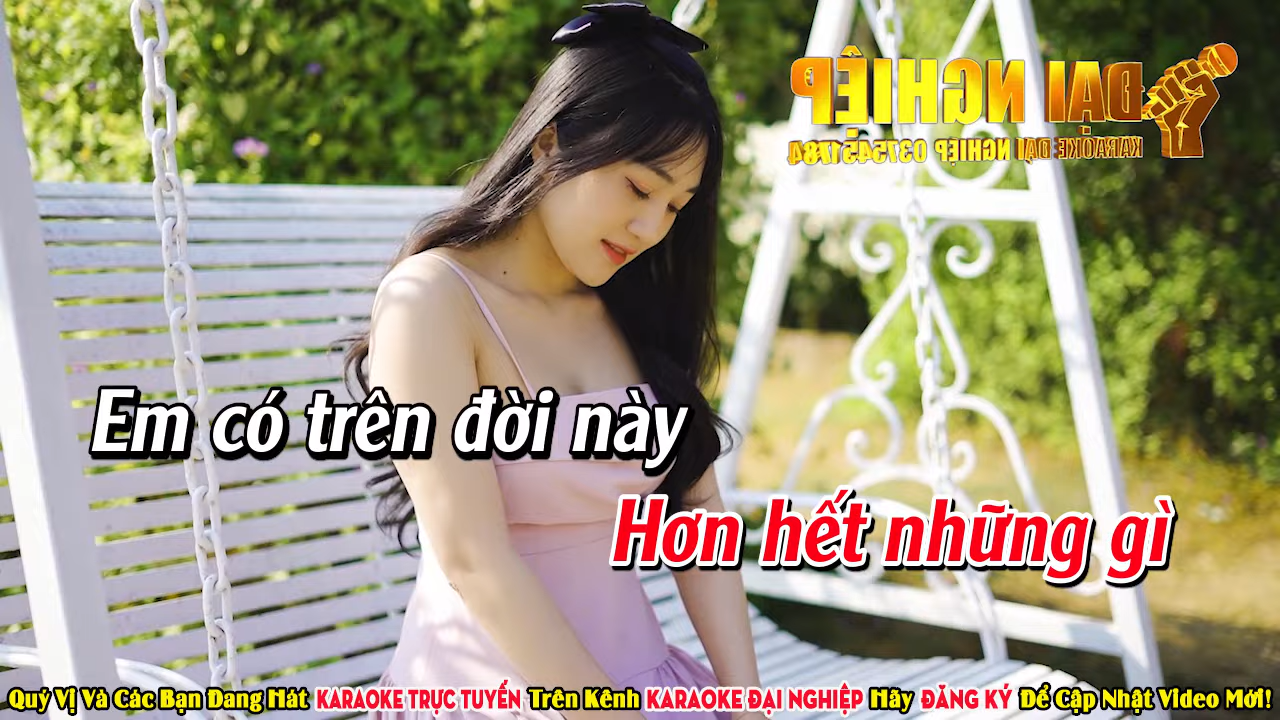 ĐẠI NGHIỆP
KARAOKE ĐẠI NGHIỆP 0375451784
Em có trên đời này
Hơn hết những gì
Quý Vị Và Các Bạn Đang Hát KARAOKE TRỰC TUYẾN Trên Kênh KARAOKE ĐẠI NGHIỆP Hãy ĐĂNG KÝ Để Cập Nhật Video Mới!